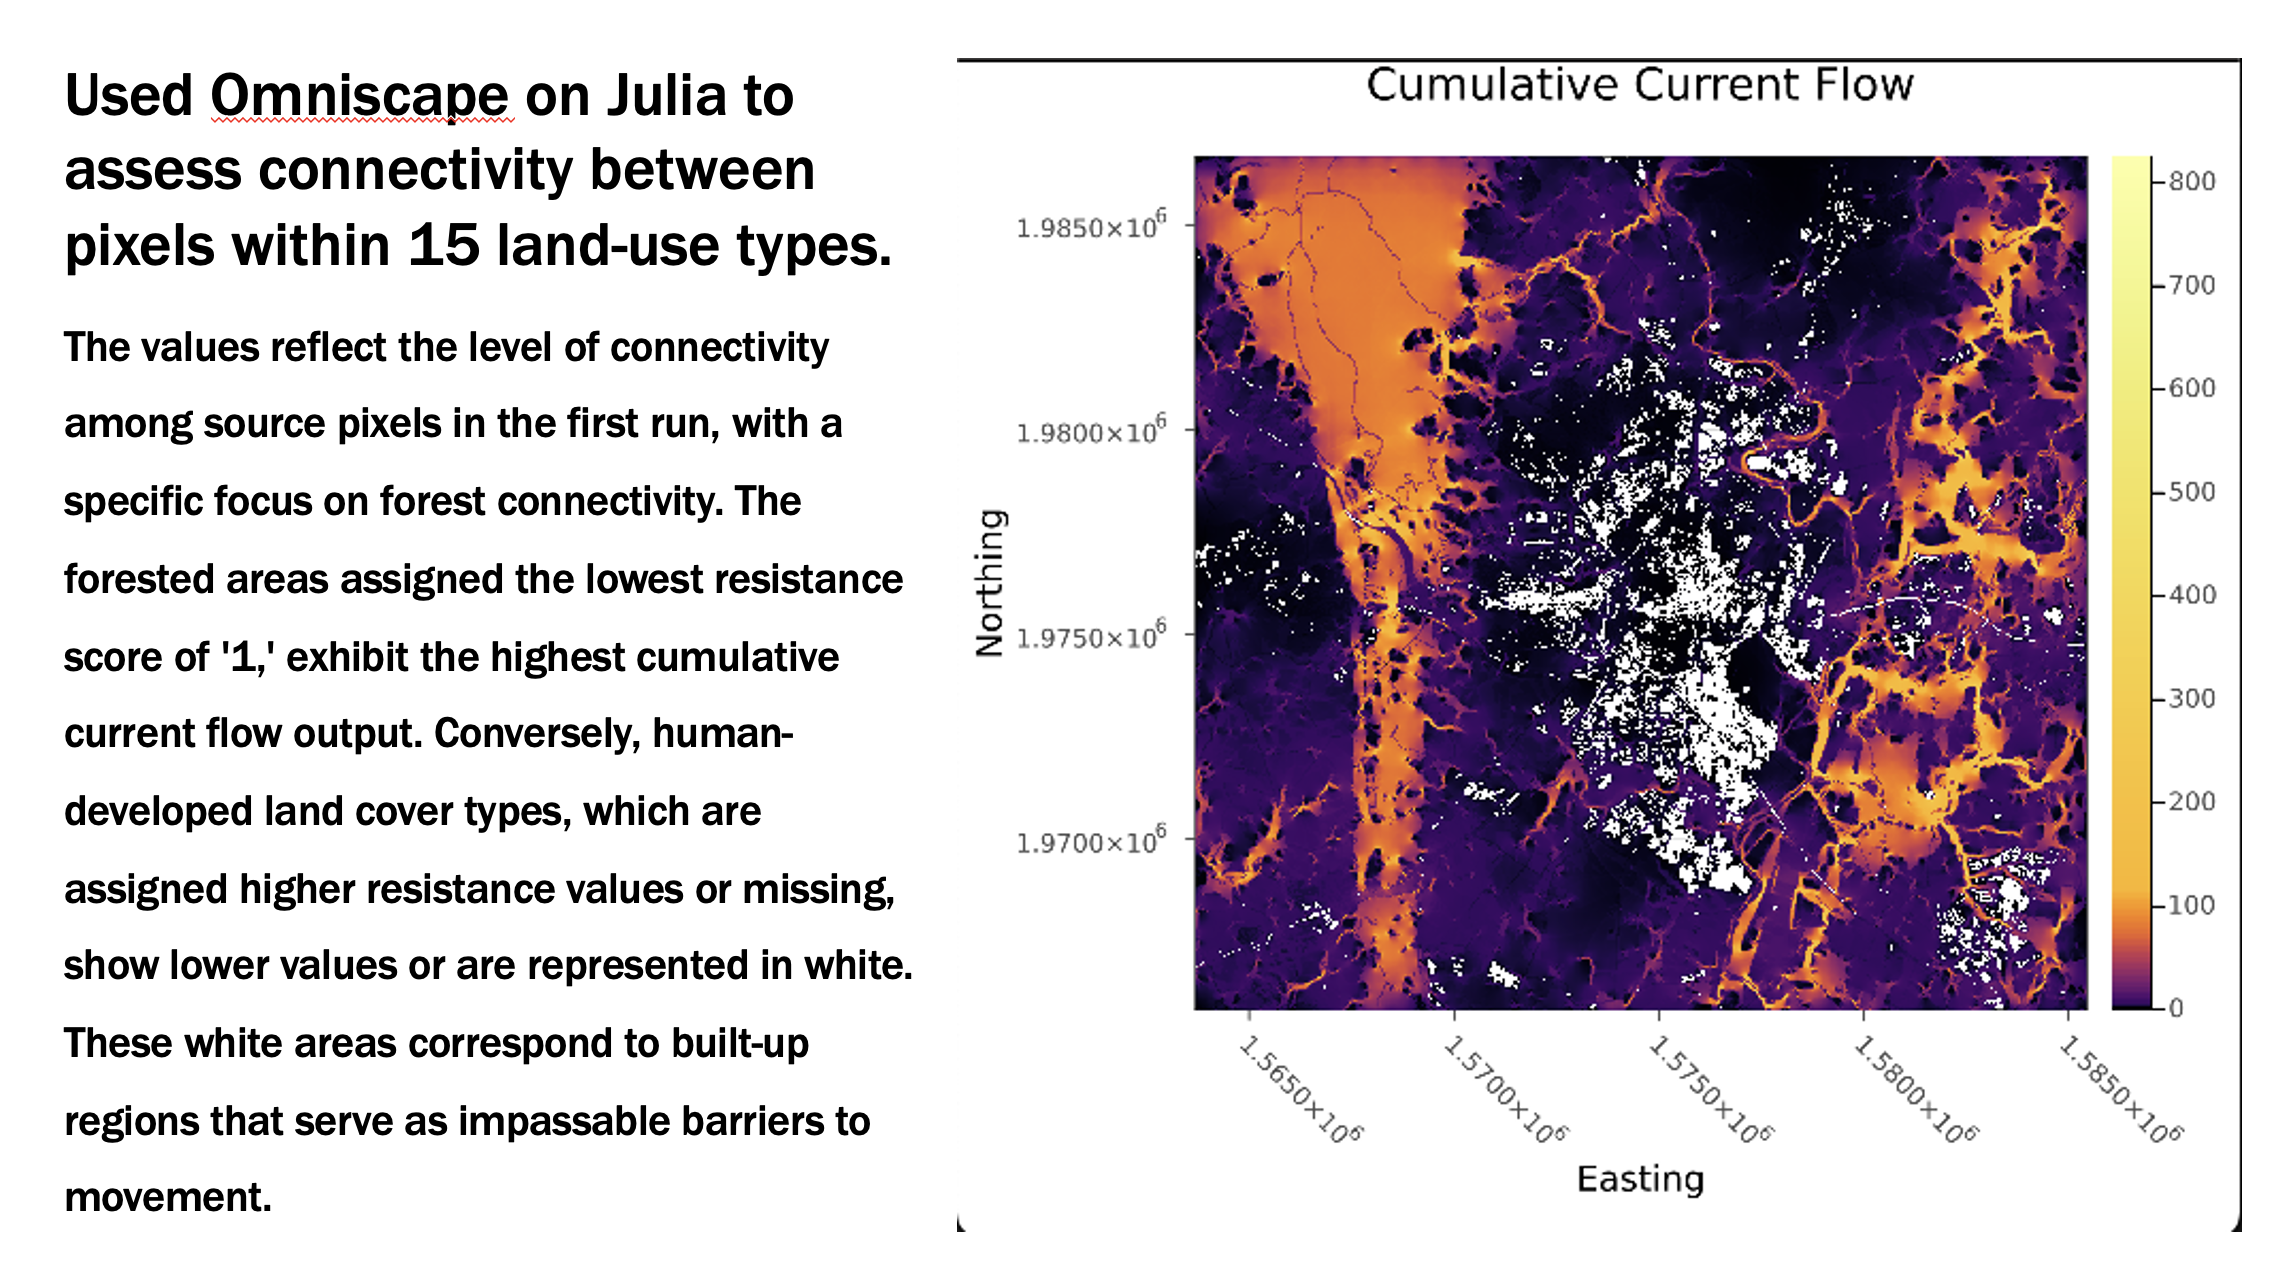 Used Omniscape on Julia to
assess connectivity between
pixels within 15 land-use types.
The values reflect the level of connectivity
among source pixels in the first run, with a
specific focus on forest connectivity. The
forested areas assigned the lowest resistance
score of '1,' exhibit the highest cumulative
current flow output. Conversely, human-
developed land cover types, which are
assigned higher resistance values or missing,
show lower values or are represented in white.
These white areas correspond to built-up
regions that serve as impassable barriers to
movement.
Cumulative Current Flow
Northing
1.9850×10⁶
1.9800×10⁶
1.9750×10⁶
1.9700×10⁶
1.5650×10⁶
1.5700×10⁶
1.5750×10⁶
1.5800×10⁶
1.5850×10⁶
Easting
800
700
600
500
400
300
200
100
0